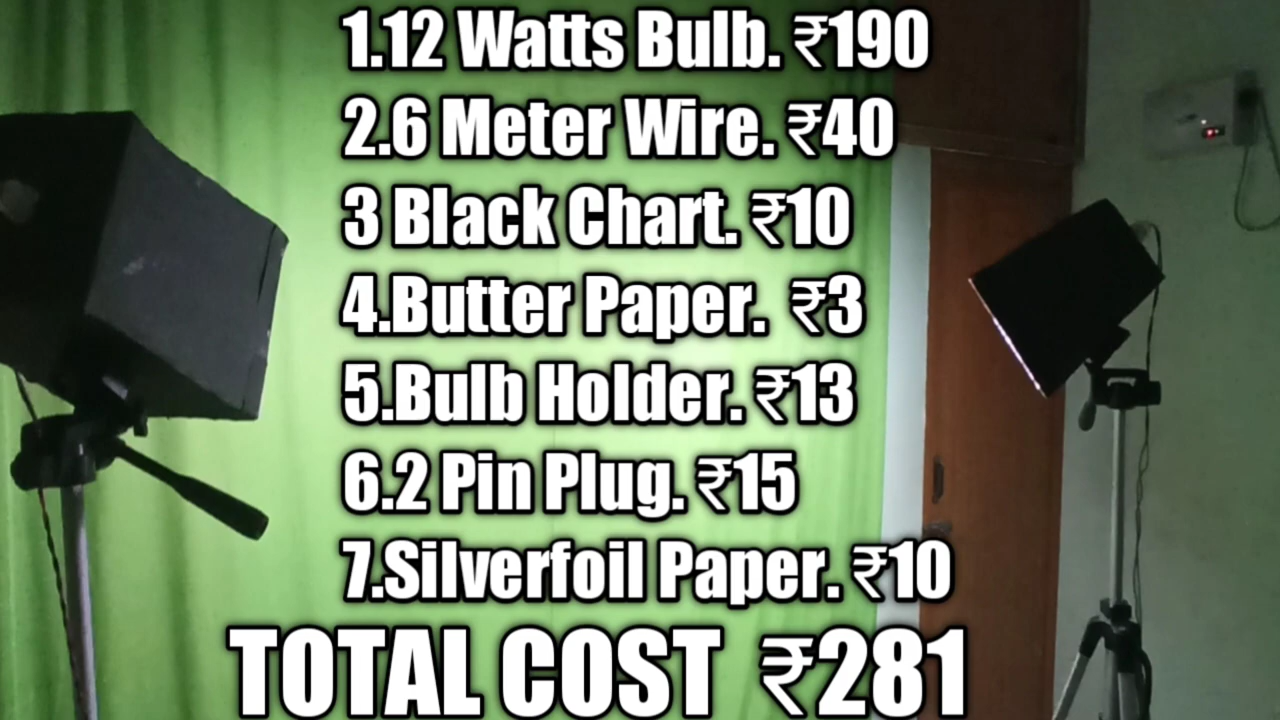 1.12 Watts Bulb. ₹190
2.6 Meter Wire. ₹40
3 Black Chart. ₹10
4.Butter Paper. ₹3
5.Bulb Holder. ₹13
6.2 Pin Plug. ₹15
7.Silverfoil Paper. ₹10
TOTAL COST ₹281